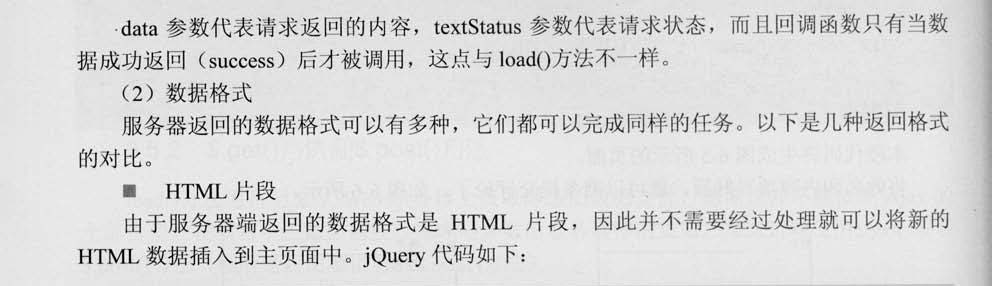 data 参数代表请求返回的内容，textStatus 参数代表请求状态，而且回调函数只有当数
据成功返回（success）后才被调用，这点与 load()方法不一样。
（2）数据格式
服务器返回的数据格式可以有多种，它们都可以完成同样的任务。以下是几种返回格式
的对比。
■ HTML 片段
由于服务器端返回的数据格式是 HTML 片段，因此并不需要经过处理就可以将新的
HTML 数据插入到主页面中。jQuery 代码如下：